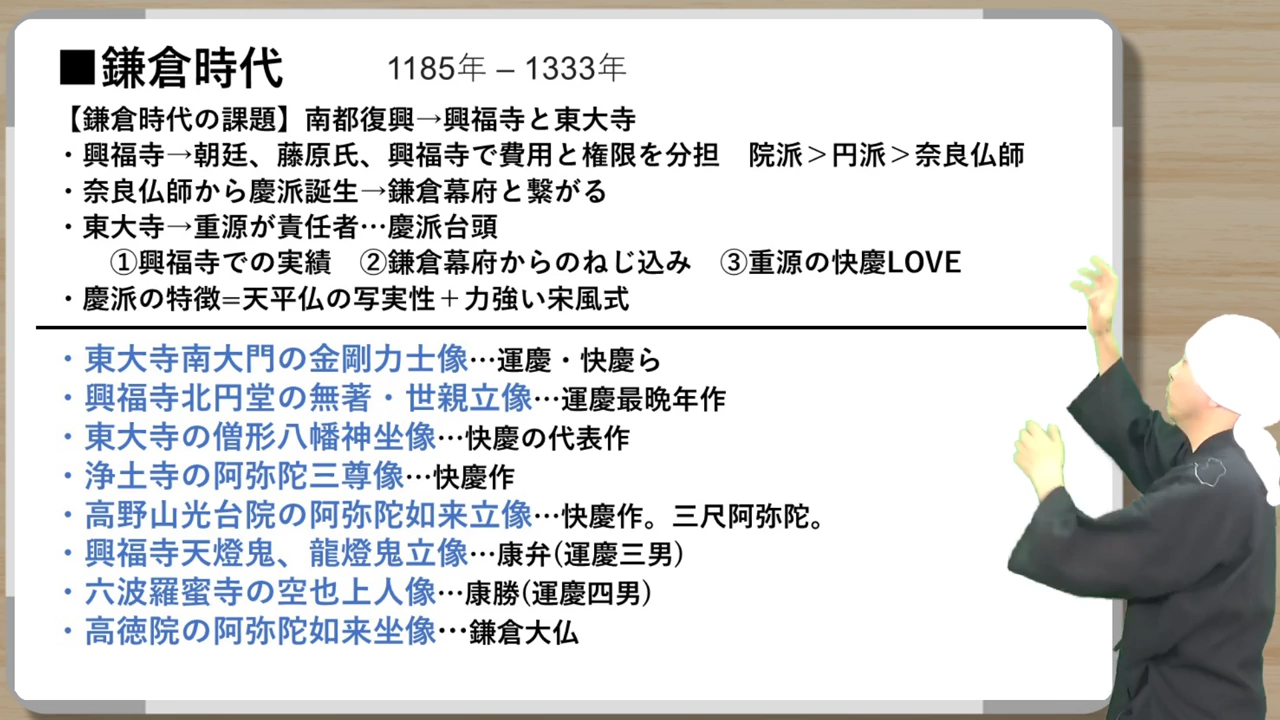 ■鎌倉時代　1185年 – 1333年
【鎌倉時代の課題】南都復興→興福寺と東大寺
・興福寺→朝廷、藤原氏、興福寺で費用と権限を分担　院派＞円派＞奈良仏師
・奈良仏師から慶派誕生→鎌倉幕府と繋がる
・東大寺→重源が責任者…慶派台頭
①興福寺での実績　②鎌倉幕府からのねじ込み　③重源の快慶LOVE
・慶派の特徴=天平仏の写実性＋力強い宋風式
・東大寺南大門の金剛力士像…運慶・快慶ら
・興福寺北円堂の無著・世親立像…運慶最晩年作
・東大寺の僧形八幡神坐像…快慶の代表作
・浄土寺の阿弥陀三尊像…快慶作
・高野山光台院の阿弥陀如来立像…快慶作。三尺阿弥陀。
・興福寺天燈鬼、龍燈鬼立像…康弁(運慶三男)
・六波羅蜜寺の空也上人像…康勝(運慶四男)
・高徳院の阿弥陀如来坐像…鎌倉大仏